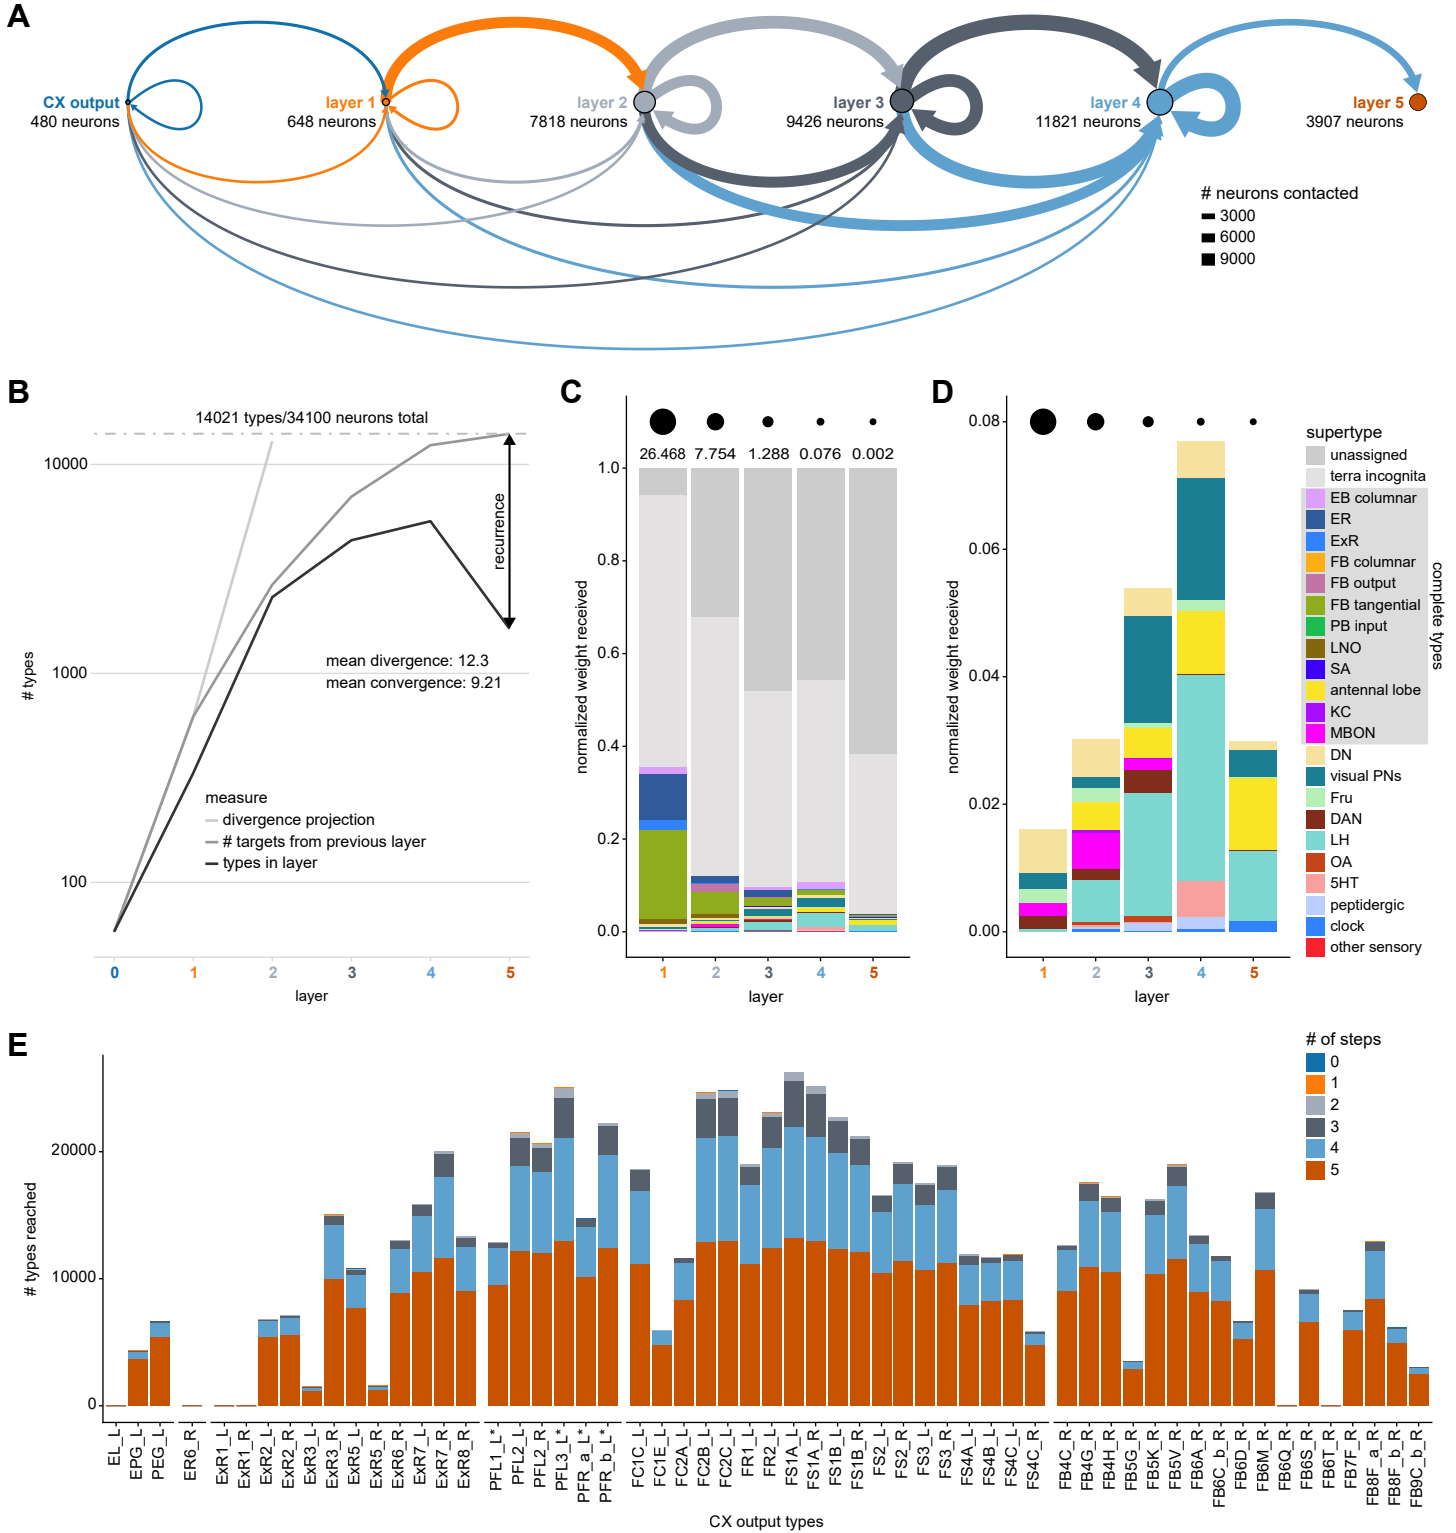 A
CX output
480 neurons
layer 1
648 neurons
layer 2
7818 neurons
layer 3
9426 neurons
layer 4
11821 neurons
layer 5
3907 neurons
# neurons contacted
3000
6000
9000
B
14021 types/34100 neurons total
10000
1000
100
# types
recurrence
mean divergence: 12.3
mean convergence: 9.21
measure
divergence projection
# targets from previous layer
types in layer
0 1 2 3 4 5
layer
C
26.468 7.754 1.288 0.076 0.002
1.0
0.8
0.6
0.4
0.2
0.0
normalized weight received
1 2 3 4 5
layer
D
0.08
0.06
0.04
0.02
0.00
normalized weight received
1 2 3 4 5
layer
supertype
unassigned
terra incognita
EB columnar
ER
ExR
FB columnar
FB output
FB tangential
PB input
LNO
SA
antennal lobe
KC
MBON
DN
visual PNs
Fru
DAN
LH
OA
5HT
peptidergic
clock
other sensory
complete types
E
# of steps
0
1
2
3
4
5
20000
10000
0
# types reached
EL_L
EPG_L
PEG_L
ER6_R
ExR1_L
ExR1_R
ExR2_L
ExR2_R
ExR3_L
ExR3_R
ExR5_L
ExR5_R
ExR6_R
ExR7_L
ExR7_R
ExR8_R
PFL1_L*
PFL2_L
PFL2_R
PFL3_L*
PFR_a_L*
PFR_b_L*
FC1C_L
FC1E_L
FC2A_L
FC2B_L
FC2C_L
FR1_L
FR2_L
FS1A_L
FS1A_R
FS1B_L
FS1B_R
FS2_L
FS2_R
FS3_L
FS3_R
FS4A_L
FS4B_L
FS4C_L
FS4C_R
FB4C_R
FB4G_R
FB4H_R
FB5G_R
FB5K_R
FB5V_R
FB6A_R
FB6C_b_R
FB6D_R
FB6M_R
FB6Q_R
FB6S_R
FB6T_R
FB7F_R
FB8F_a_R
FB8F_b_R
FB9C_b_R
CX output types